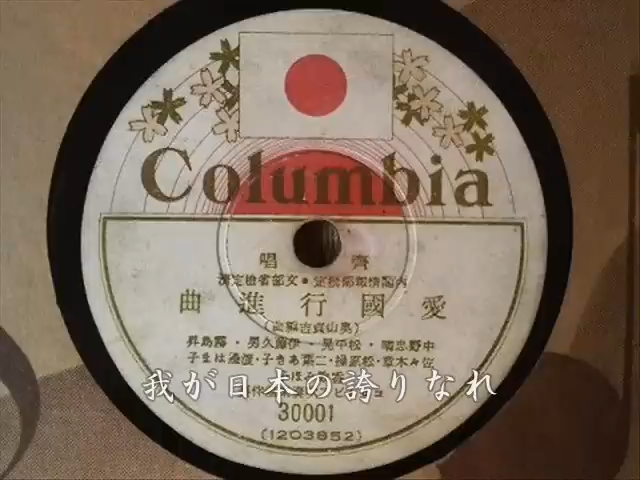 Columbia
齊唱
内閣情報部撰定・文部省檢定濟
愛國行進曲
(奥山貞吉編曲)
中野忠晴・松平晃・伊藤久男・霧島昇
佐々木章・松原操・二葉あき子・渡邊はま子
我が日本の誇りなれ
30001
(1203852)